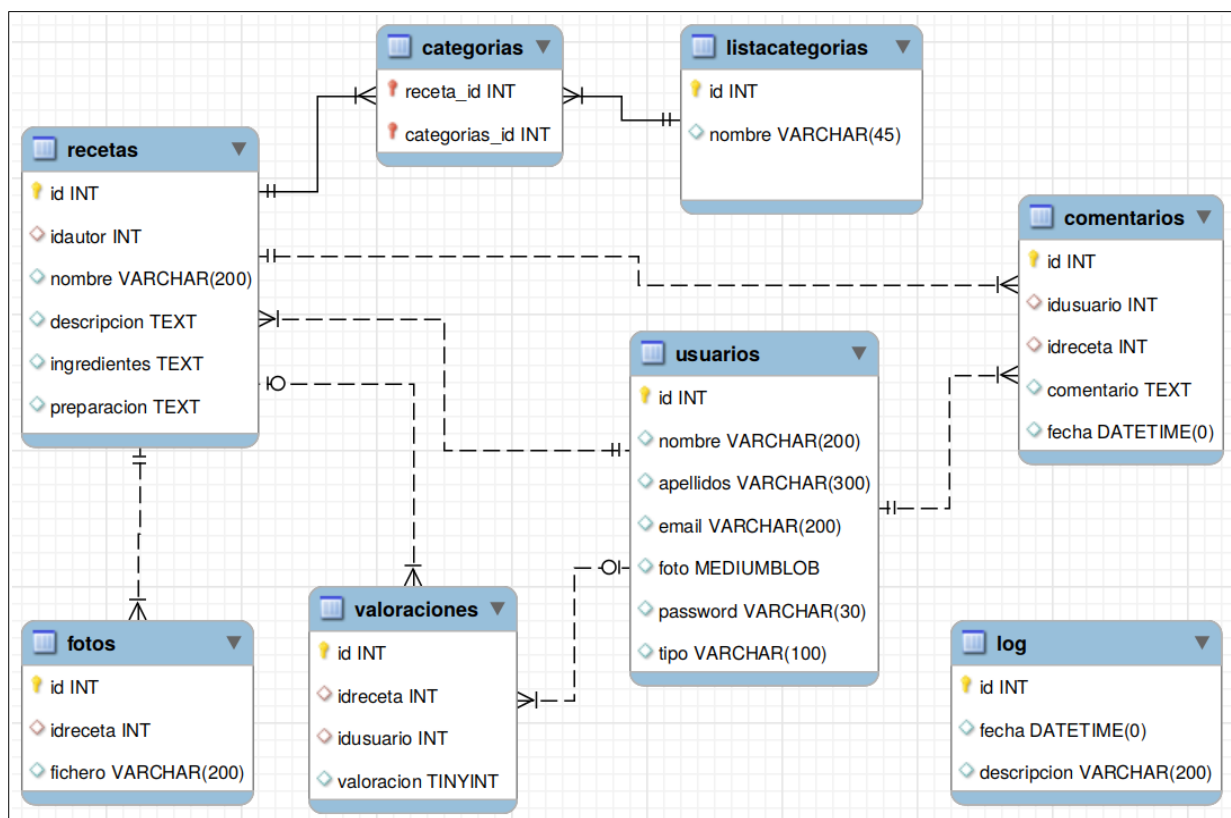 categorias
receta_id INT
categorias_id INT
listacategorias
id INT
nombre VARCHAR(45)
recetas
id INT
idautor INT
nombre VARCHAR(200)
descripcion TEXT
ingredientes TEXT
preparacion TEXT
comentarios
id INT
idusuario INT
idreceta INT
comentario TEXT
fecha DATETIME(0)
usuarios
id INT
nombre VARCHAR(200)
apellidos VARCHAR(300)
email VARCHAR(200)
foto MEDIUMBLOB
password VARCHAR(30)
tipo VARCHAR(100)
fotos
id INT
idreceta INT
fichero VARCHAR(200)
valoraciones
id INT
idreceta INT
idusuario INT
valoracion TINYINT
log
id INT
fecha DATETIME(0)
descripcion VARCHAR(200)